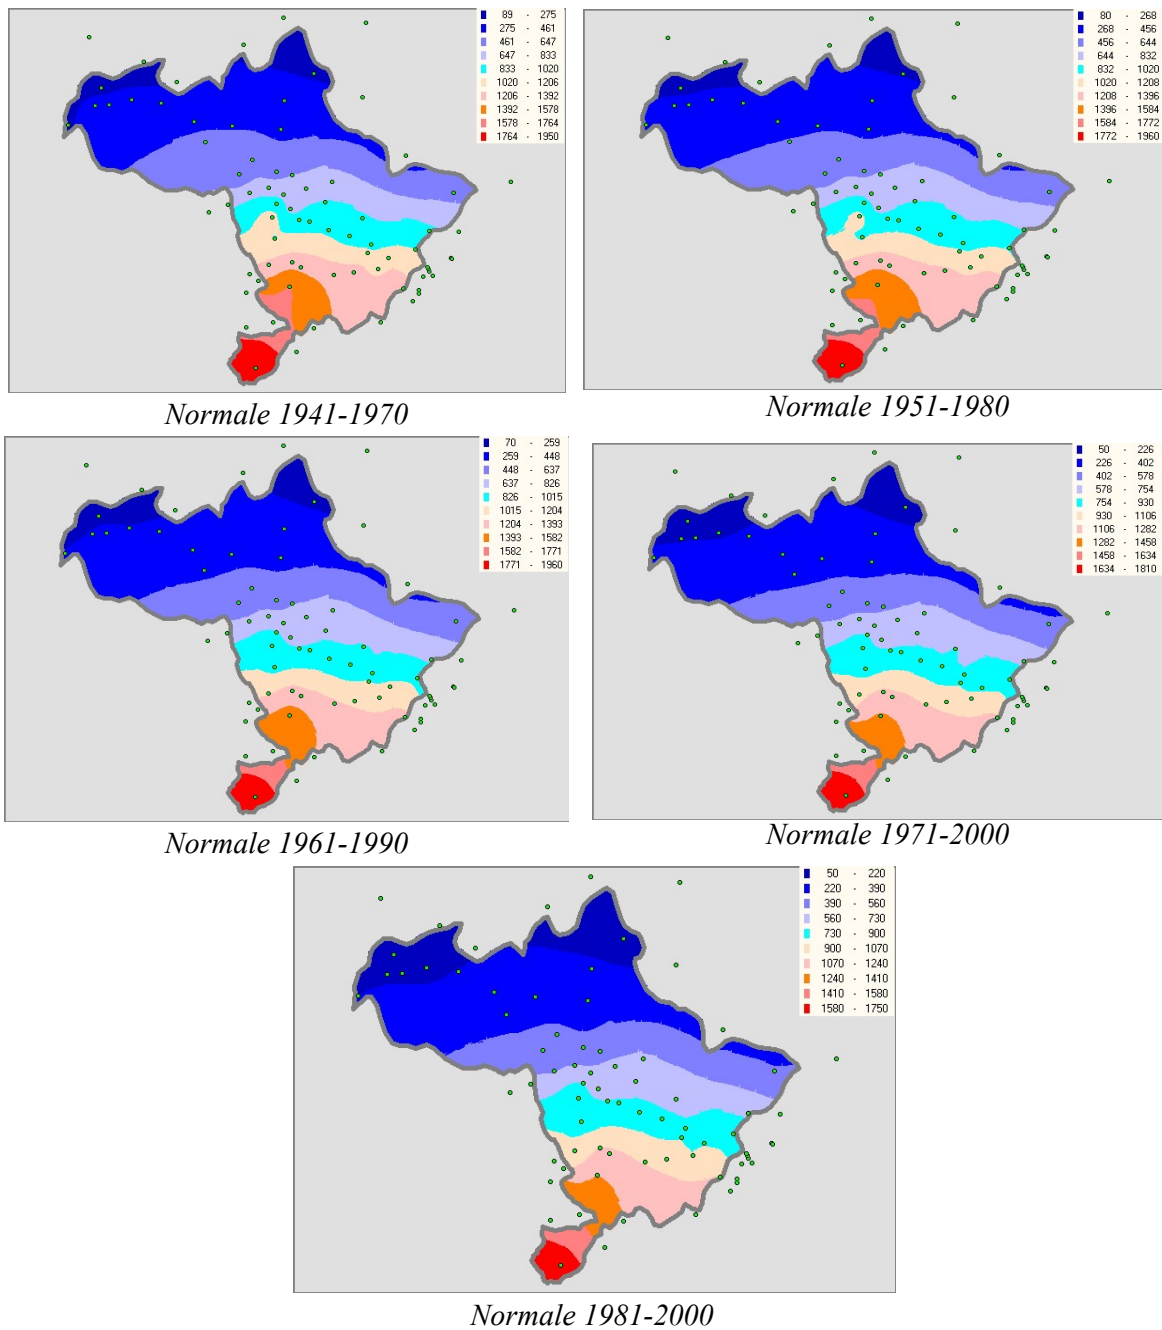 89 - 275
275 - 461
461 - 647
647 - 833
833 - 1020
1020 - 1206
1206 - 1392
1392 - 1578
1578 - 1764
1764 - 1950
Normale 1941-1970
80 - 268
268 - 456
456 - 644
644 - 832
832 - 1020
1020 - 1208
1208 - 1396
1396 - 1584
1584 - 1772
1772 - 1960
Normale 1951-1980
70 - 259
259 - 448
448 - 637
637 - 826
826 - 1015
1015 - 1204
1204 - 1393
1393 - 1582
1582 - 1771
1771 - 1960
Normale 1961-1990
50 - 226
226 - 402
402 - 578
578 - 754
754 - 930
930 - 1106
1106 - 1282
1282 - 1458
1458 - 1634
1634 - 1810
Normale 1971-2000
50 - 220
220 - 390
390 - 560
560 - 730
730 - 900
900 - 1070
1070 - 1240
1240 - 1410
1410 - 1580
1580 - 1750
Normale 1981-2000